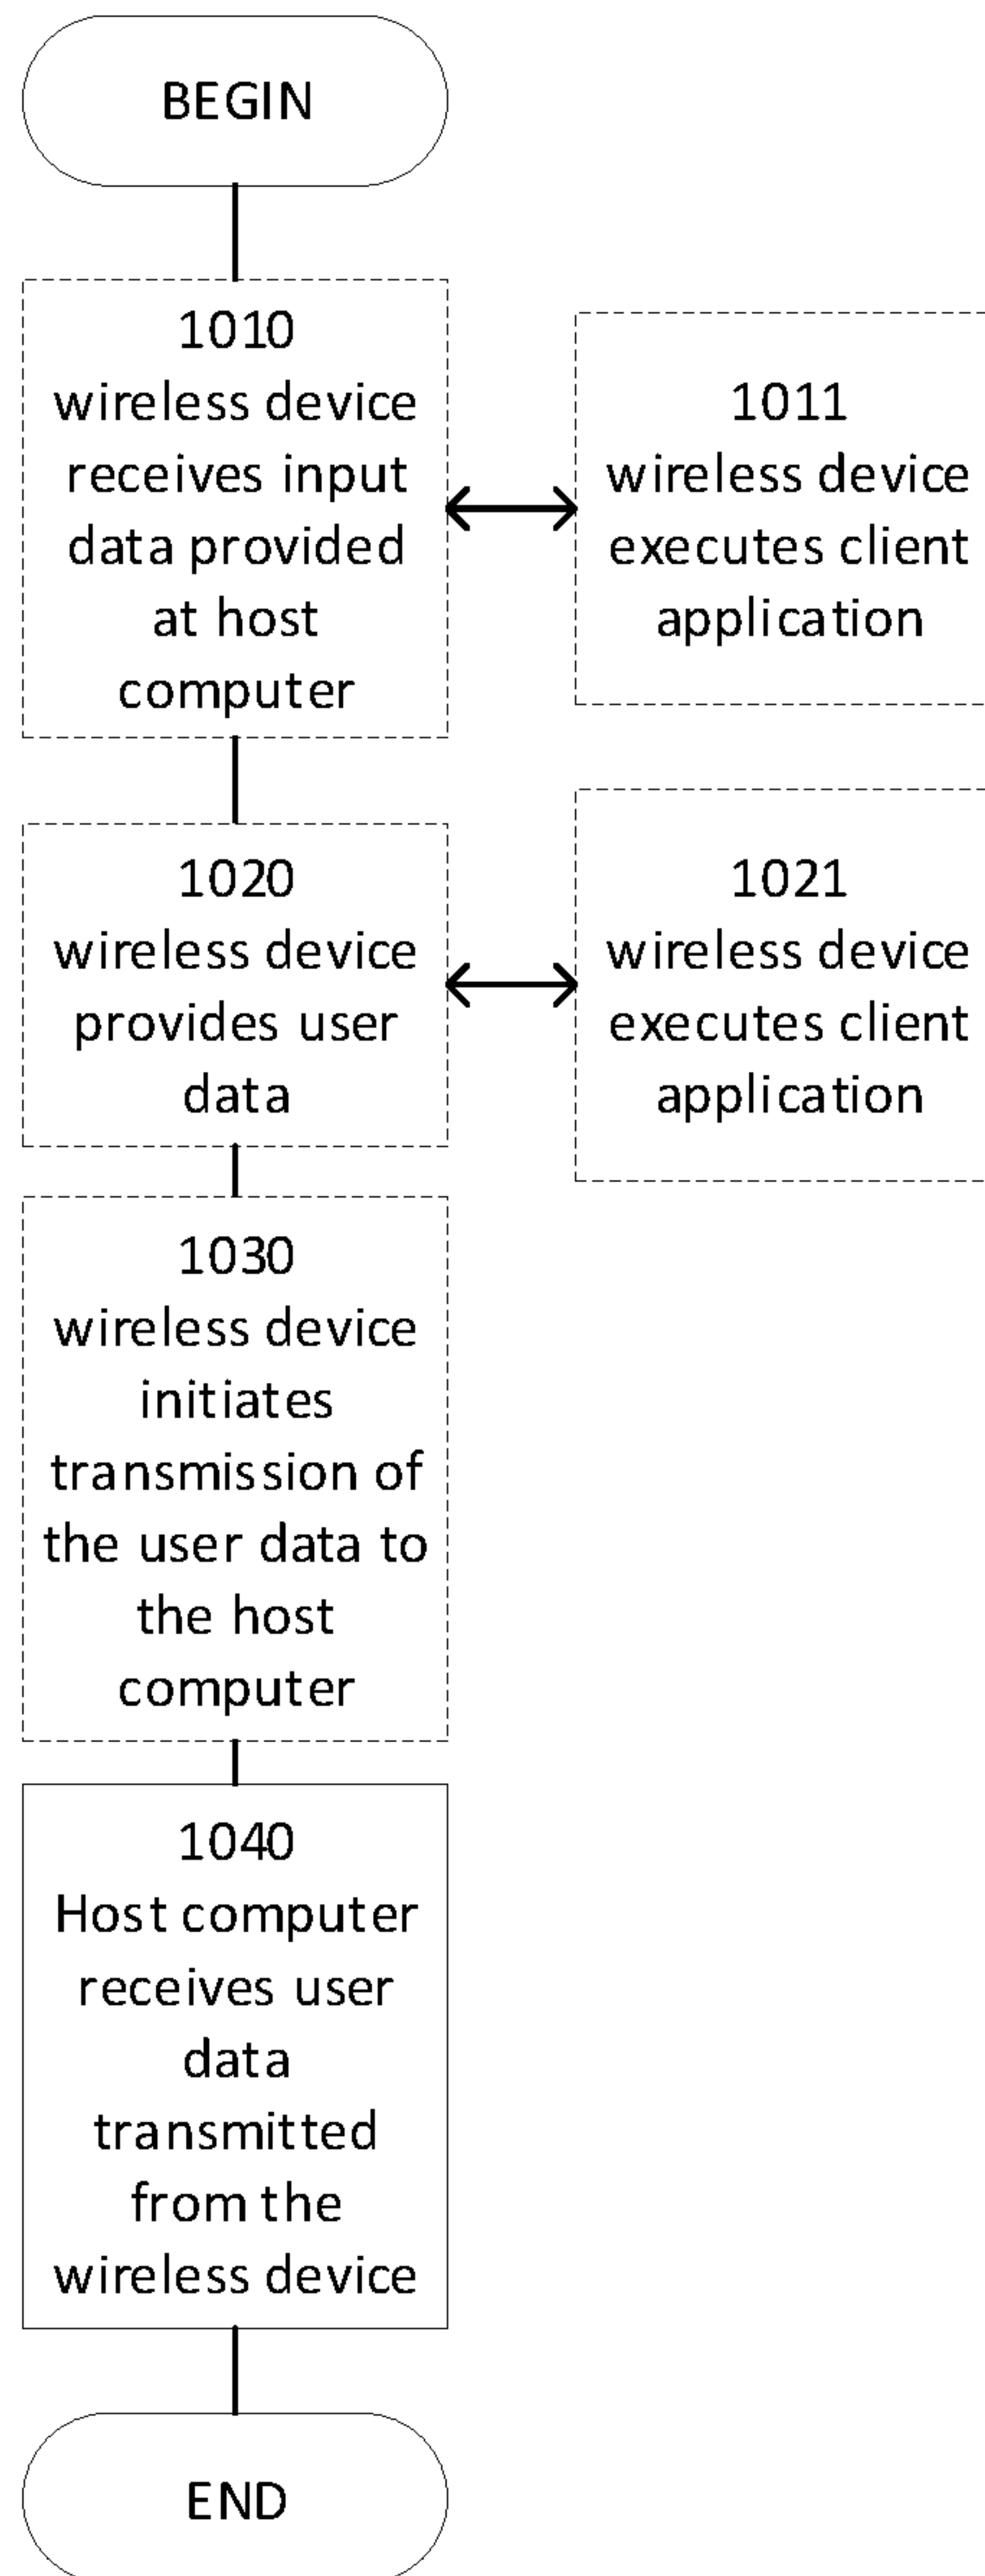 BEGIN
1010
wireless device
receives input
data provided
at host
computer
1011
wireless device
executes client
application
1020
wireless device
provides user
data
1021
wireless device
executes client
application
1030
wireless device
initiates
transmission of
the user data to
the host
computer
1040
Host computer
receives user
data
transmitted
from the
wireless device
END